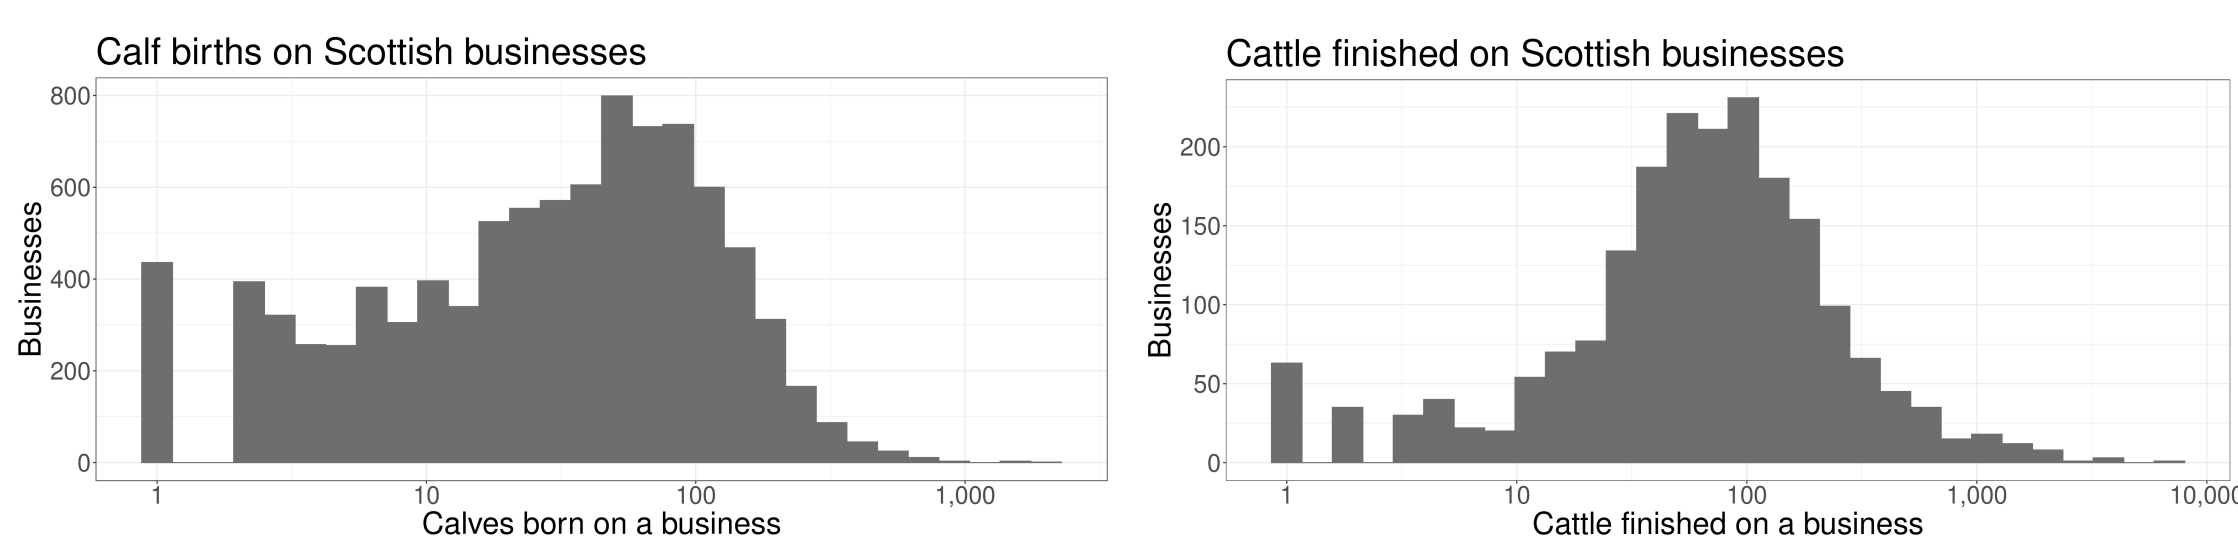 Calf births on Scottish businesses
Businesses
800
600
400
200
0
1 10 100 1,000
Calves born on a business
Cattle finished on Scottish businesses
Businesses
200
150
100
50
0
1 10 100 1,000 10,000
Cattle finished on a business